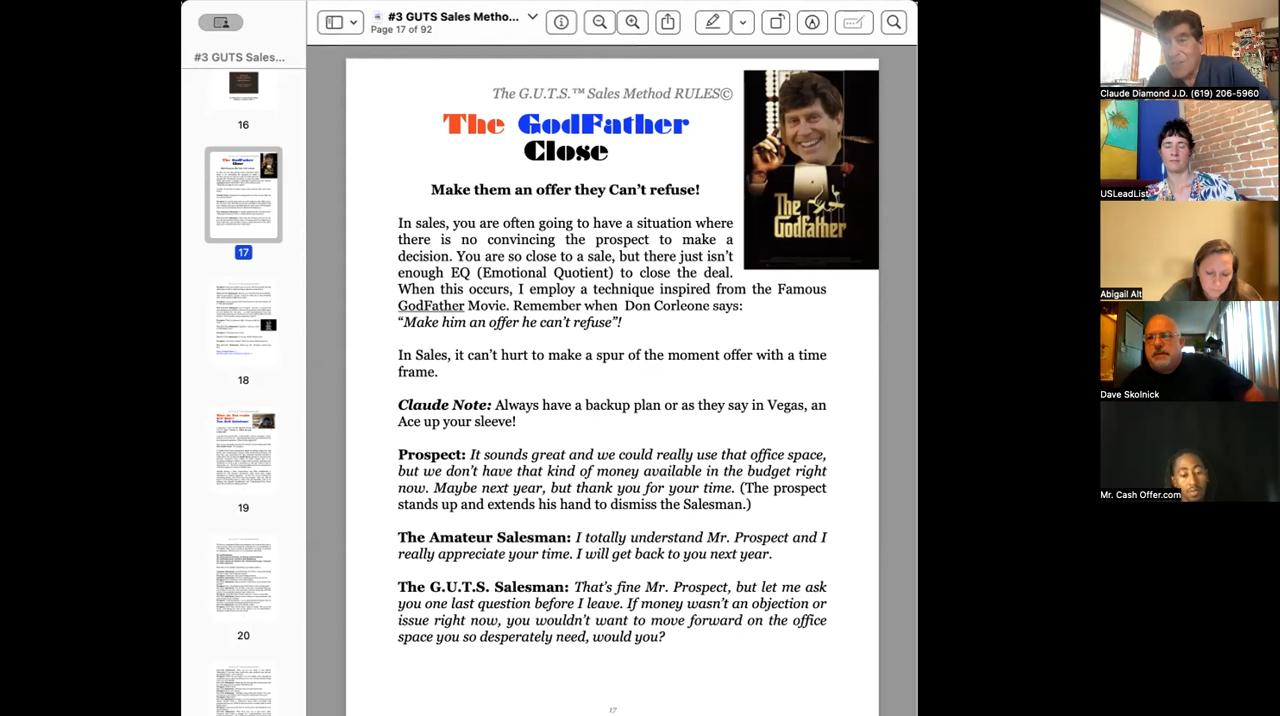 #3 GUTS Sales Metho...
Page 17 of 92
#3 GUTS Sales...
16
17
18
19
20
The G.U.T.S.™ Sales Method RULES©
The GodFather
Close
Make them an offer they Can't refuse!
The
Godfather
In sales, you are often going to have a situation where
there is no convincing the prospect to make a
decision. You are so close to a sale, but there just isn't
enough EQ (Emotional Quotient) to close the deal.
When this occurs, employ a technique taken from the Famous
Godfather Movie by Francis Ford Coppola. Don Corleone says:
“Make him an offer he can't refuse”!
In Sales, it can't hurt to make a spur of the moment offer with a time
frame.
Claude Note: Always have a backup plan or as they say in Vegas, an
Ace up your sleeve.
Prospect: It sounds great and we could really use that office space,
but we don't have that kind of money to spend in the budget right
now. Maybe next year, but thank you for your time. (The prospect
stands up and extends his hand to dismiss the Salesman.)
The Amateur Salesman: I totally understand Mr. Prospect and I
really appreciate your time. I'll get back to you next year.
The G.U.T.S. Salesman: That's fine Mr. Prospect, but let me ask
you one last question before I leave. If money wasn't an objection or
issue right now, you wouldn't want to move forward on the office
space you so desperately need, would you?
17
Claude Diamond J.D. (619) 206-5960
USLeadList
Abigail Alt
Dave Skolnick
Mr. Cash Offer.com